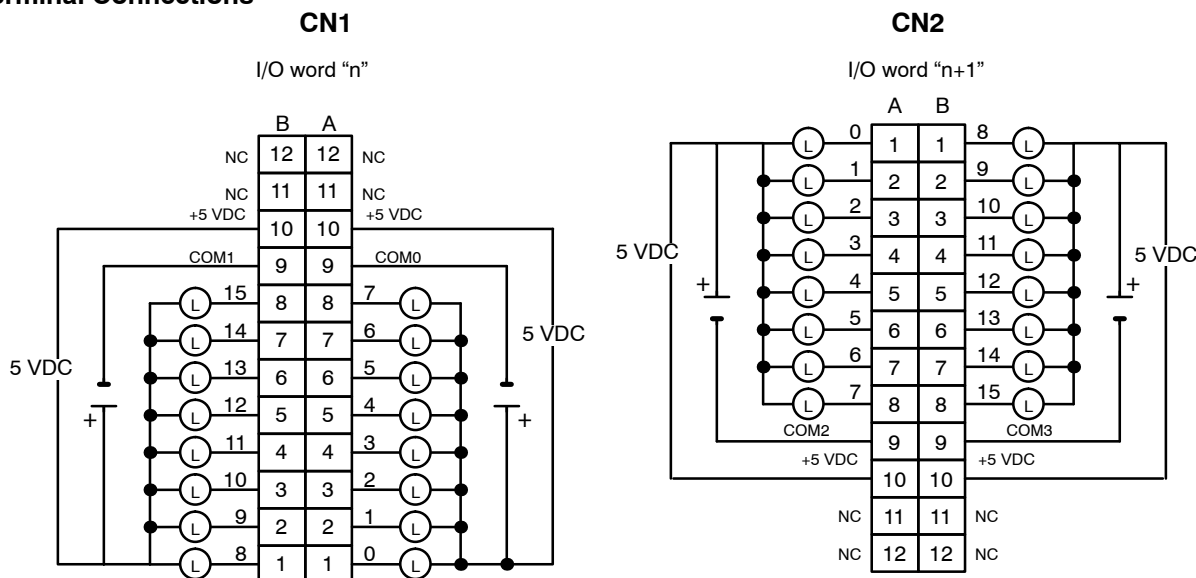 Terminal Connections
CN1
I/O word “n”
B A
NC 12 12 NC
NC 11 11 NC
+5 VDC 10 10 +5 VDC
COM1 9 9 COM0
L 15 8 8 7 L
L 14 7 7 6 L
L 13 6 6 5 L
L 12 5 5 4 L
L 11 4 4 3 L
L 10 3 3 2 L
L 9 2 2 1 L
L 8 1 1 0 L
5 VDC
+
5 VDC
+
CN2
I/O word “n+1”
A B
L 0 1 1 8 L
L 1 2 2 9 L
L 2 3 3 10 L
L 3 4 4 11 L
L 4 5 5 12 L
L 5 6 6 13 L
L 6 7 7 14 L
L 7 8 8 15 L
COM2 9 9 COM3
+5 VDC 10 10 +5 VDC
NC 11 11 NC
NC 12 12 NC
5 VDC
+
5 VDC
+